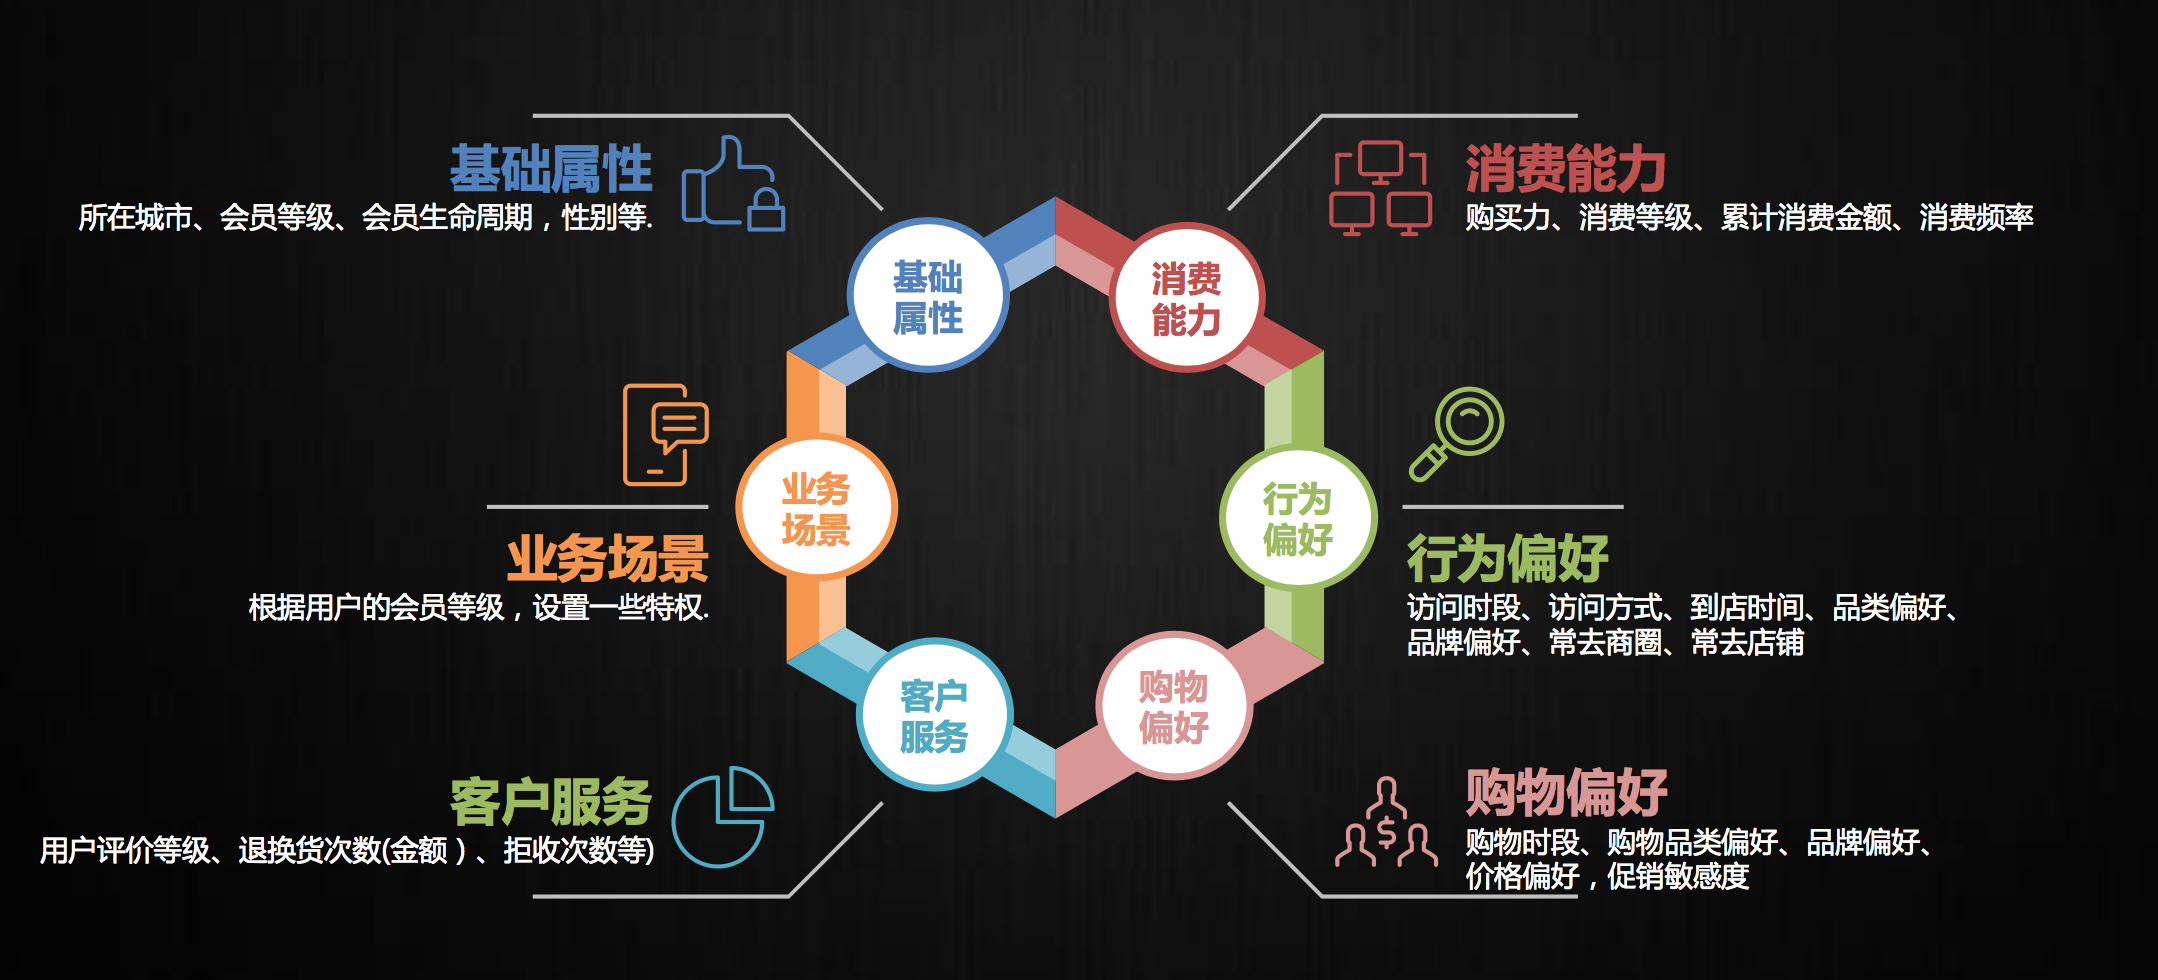 基础属性
所在城市、会员等级、会员生命周期，性别等.
消费能力
购买力、消费等级、累计消费金额、消费频率
基础
属性
消费
能力
业务
场景
行为
偏好
业务场景
根据用户的会员等级，设置一些特权.
行为偏好
访问时段、访问方式、到店时间、品类偏好、
品牌偏好、常去商圈、常去店铺
客户
服务
购物
偏好
客户服务
用户评价等级、退换货次数(金额）、拒收次数等)
购物偏好
购物时段、购物品类偏好、品牌偏好、
价格偏好，促销敏感度
$